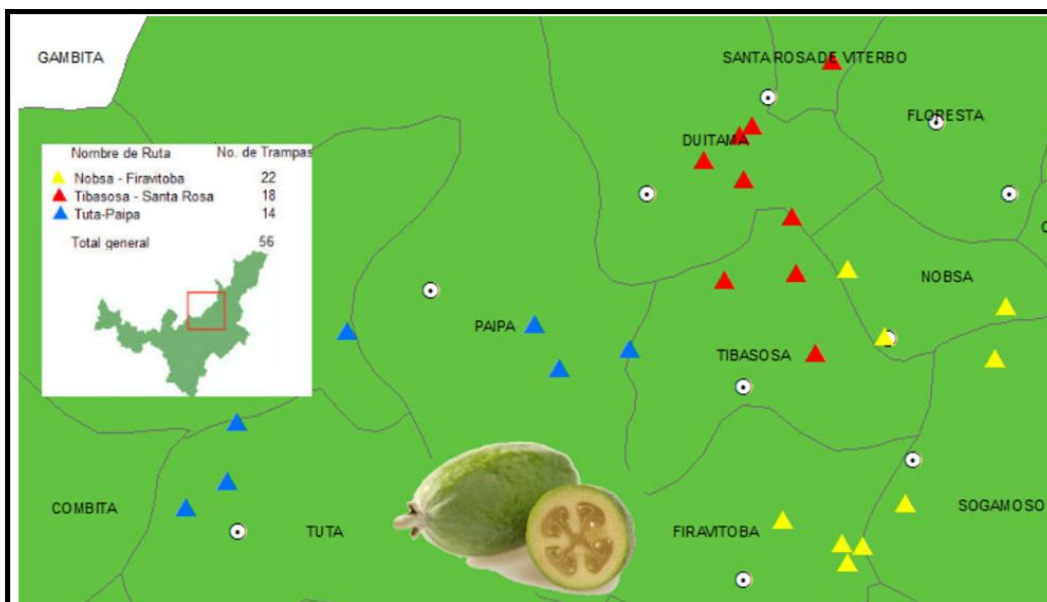 GAMBITA
SANTA ROSA DE VITERBO
FLORESTA
DUITAMA
Nombre de Ruta No. de Trampas
Nobsa - Firavitoba 22
Tibasosa - Santa Rosa 18
Tuta-Paipa 14
Total general 56
NOBSA
PAIPA
TIBASOSA
COMBITA
TUTA
FIRAVITOBA
SOGAMOSO